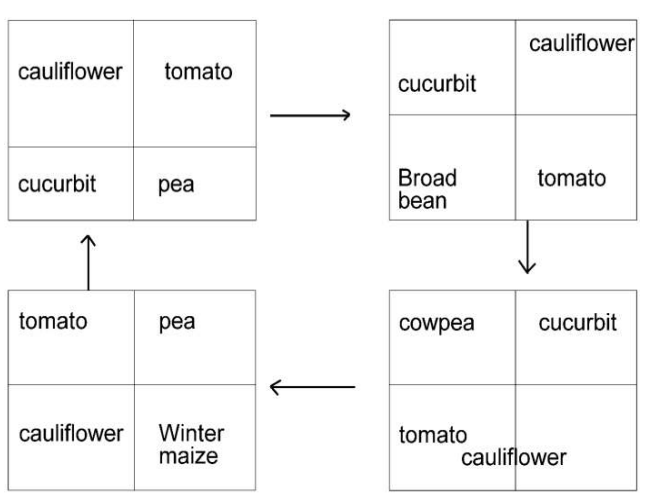 cauliflower tomato
cucurbit pea
cauliflower
cucurbit
Broad
bean
tomato
tomato pea
cauliflower
Winter
maize
cowpea cucurbit
tomato
cauliflower